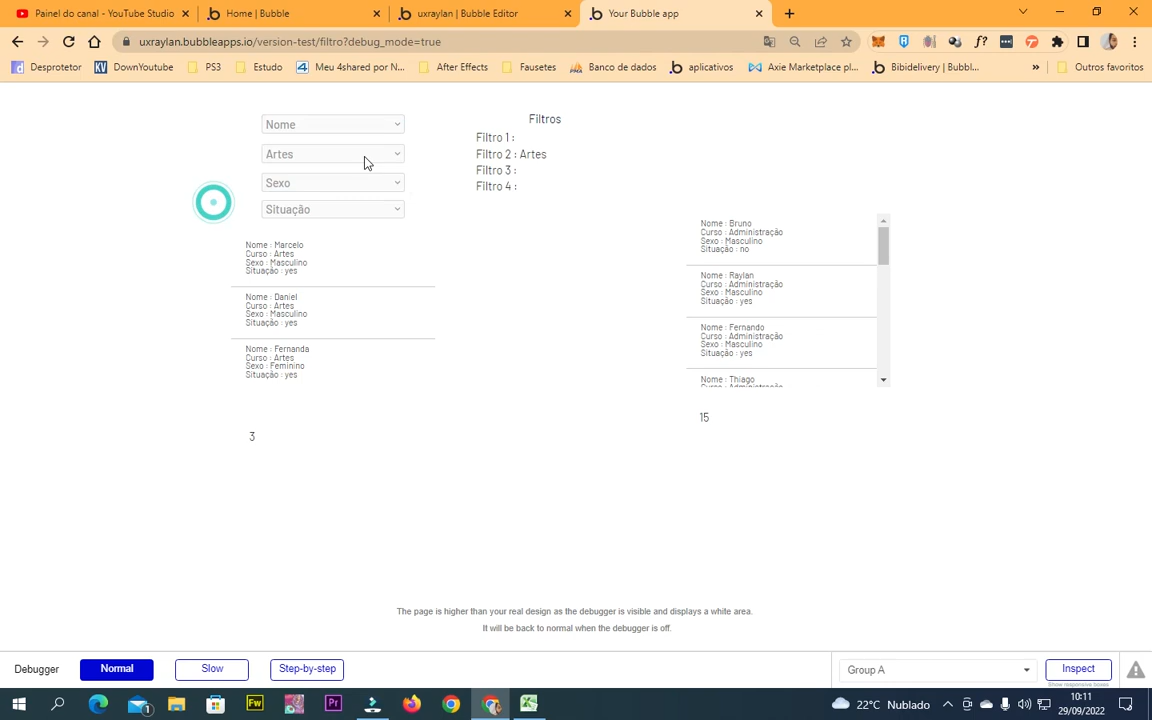 Painel do canal - YouTube Studio
Home | Bubble
uxraylan | Bubble Editor
Your Bubble app
uxraylan.bubbleapps.io/version-test/filtro?debug_mode=true
Desprotetor
DownYoutube
PS3
Estudo
Meu 4shared por N...
After Effects
Fausetes
Banco de dados
aplicativos
Axie Marketplace pl...
Bibidelivery | Bubbl...
»
Outros favoritos
Nome
Artes
Sexo
Situação
Filtros
Filtro 1 :
Filtro 2 : Artes
Filtro 3 :
Filtro 4 :
Nome : Marcelo
Curso : Artes
Sexo : Masculino
Situação : yes
Nome : Daniel
Curso : Artes
Sexo : Masculino
Situação : yes
Nome : Fernanda
Curso : Artes
Sexo : Feminino
Situação : yes
3
Nome : Bruno
Curso : Administração
Sexo : Masculino
Situação : no
Nome : Raylan
Curso : Administração
Sexo : Masculino
Situação : yes
Nome : Fernando
Curso : Administração
Sexo : Masculino
Situação : yes
Nome : Thiago
Curso : Administração
15
The page is higher than your real design as the debugger is visible and displays a white area.
It will be back to normal when the debugger is off.
Debugger
Normal
Slow
Step-by-step
Group A
Inspect
Show responsive boxes
22°C Nublado
10:11
29/09/2022